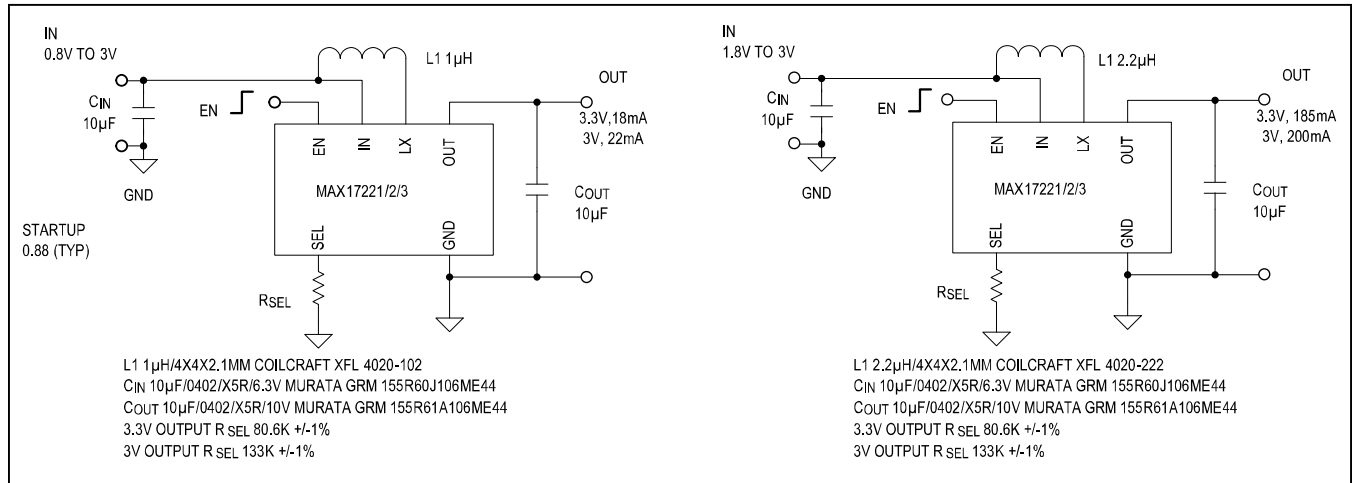 IN
0.8V TO 3V
L1 1µH
OUT
CIN
10µF
EN
3.3V,18mA
3V, 22mA
EN
IN
LX
OUT
GND
MAX17221/2/3
COUT
10µF
STARTUP
0.88 (TYP)
SEL
GND
RSEL
L1 1µH/4X4X2.1MM COILCRAFT XFL 4020-102
CIN 10µF/0402/X5R/6.3V MURATA GRM 155R60J106ME44
COUT 10µF/0402/X5R/10V MURATA GRM 155R61A106ME44
3.3V OUTPUT R SEL 80.6K +/-1%
3V OUTPUT R SEL 133K +/-1%
IN
1.8V TO 3V
L1 2.2µH
OUT
CIN
10µF
EN
3.3V, 185mA
3V, 200mA
EN
IN
LX
OUT
GND
MAX17221/2/3
COUT
10µF
SEL
GND
RSEL
L1 2.2µH/4X4X2.1MM COILCRAFT XFL 4020-222
CIN 10µF/0402/X5R/6.3V MURATA GRM 155R60J106ME44
COUT 10µF/0402/X5R/10V MURATA GRM 155R61A106ME44
3.3V OUTPUT R SEL 80.6K +/-1%
3V OUTPUT R SEL 133K +/-1%